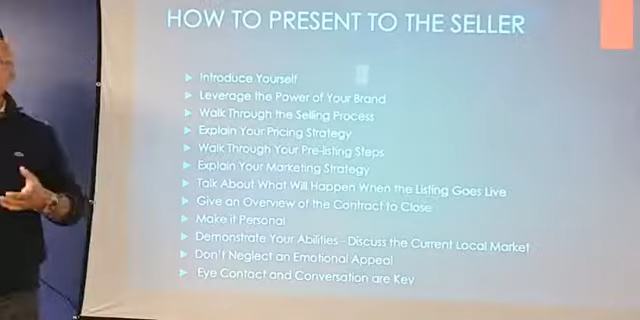 HOW TO PRESENT TO THE SELLER
Introduce Yourself
Leverage the Power of Your Brand
Walk Through the Selling Process
Explain Your Pricing Strategy
Walk Through Your Pre-listing Steps
Explain Your Marketing Strategy
Talk About What Will Happen When the Listing Goes Live
Give an Overview of the Contract to Close
Make it Personal
Demonstrate Your Abilities - Discuss the Current Local Market
Don't Neglect an Emotional Appeal
Eye Contact and Conversation are Key